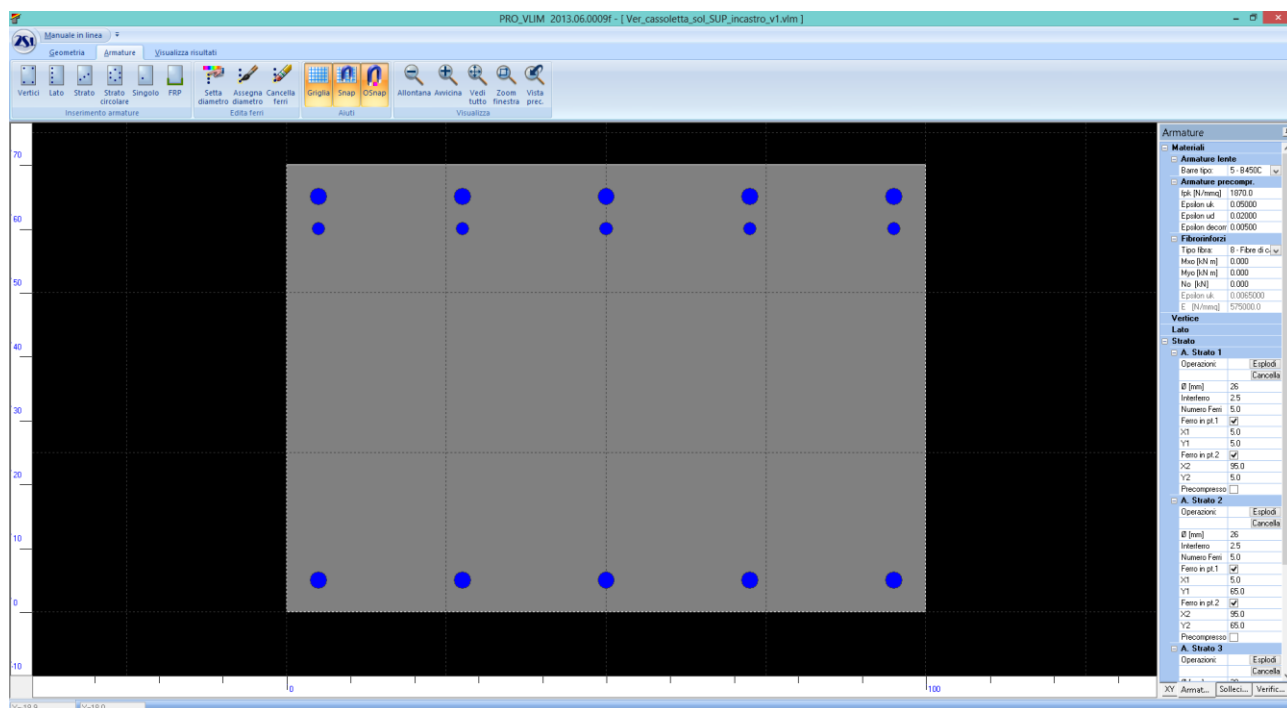 PRO_VLIM 2013.06.0009f - [ Ver_cassoletta_sol_SUP_incastro_v1.vlm ]
2SI Manuale in linea
Geometria Armature Visualizza risultati
Vertici Lato Strato Strato circolare Singolo FRP Setta diametro Assegna diametro Cancella ferri Griglia Snap OSnap Allontana Avvicina Vedi tutto Zoom finestra Vista prec.
Inserimento armature Edita ferri Aiuti Visualizza
70
60
50
40
30
20
10
0
-10
0 100
Armature
Materiali
Armature lente
Barre tipo: 5 - B450C
Armature precompr.
fpk [N/mmq] 1870.0
Epsilon uk 0.05000
Epsilon ud 0.02000
Epsilon decom 0.00500
Fibrorinforzi
Tipo fibra: 8 - Fibre di c
Mxo [kN m] 0.000
Myo [kN m] 0.000
No [kN] 0.000
Epsilon uk 0.0065000
E [N/mmq] 575000.0
Vertice
Lato
Strato
A. Strato 1
Operazioni: Esplodi
Cancella
Ø [mm] 26
Interferro 2.5
Numero Ferri 5.0
Ferro in pt.1
X1 5.0
Y1 5.0
Ferro in pt.2
X2 95.0
Y2 5.0
Precompresso
A. Strato 2
Operazioni: Esplodi
Cancella
Ø [mm] 26
Interferro 2.5
Numero Ferri 5.0
Ferro in pt.1
X1 5.0
Y1 65.0
Ferro in pt.2
X2 95.0
Y2 65.0
Precompresso
A. Strato 3
Operazioni: Esplodi
Cancella
XY Armat... Solleci... Verific...